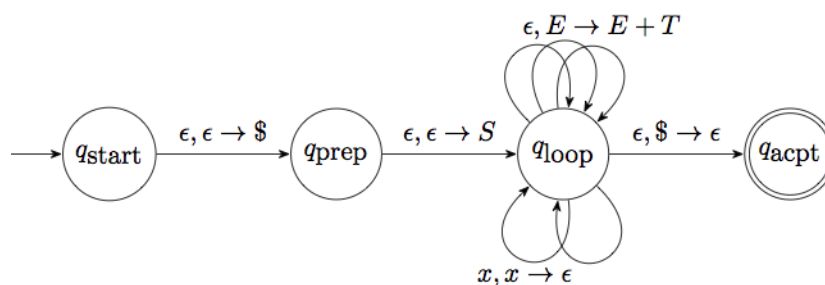 ϵ, E → E + T
q_start
ϵ, ϵ → $
q_prep
ϵ, ϵ → S
q_loop
ϵ, $ → ϵ
q_acpt
x, x → ϵ